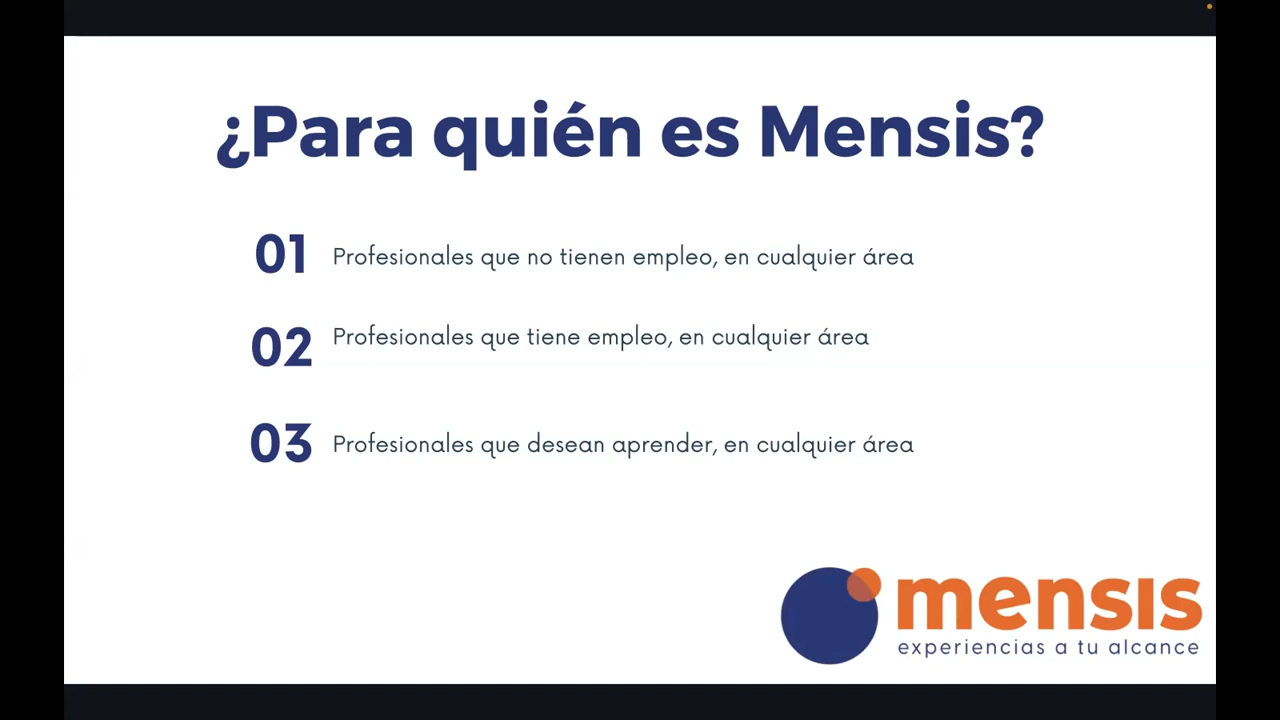 ¿Para quién es Mensis?
01 Profesionales que no tienen empleo, en cualquier área
02 Profesionales que tiene empleo, en cualquier área
03 Profesionales que desean aprender, en cualquier área
mensis
experiencias a tu alcance